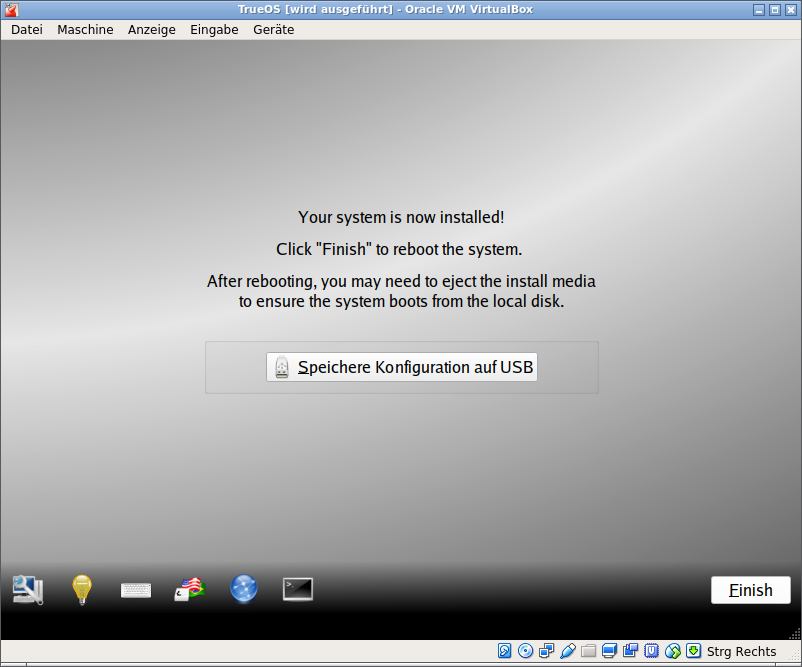 TrueOS [wird ausgeführt] - Oracle VM VirtualBox
Datei Maschine Anzeige Eingabe Geräte
Your system is now installed!
Click "Finish" to reboot the system.
After rebooting, you may need to eject the install media
to ensure the system boots from the local disk.
Speichere Konfiguration auf USB
Finish
Strg Rechts